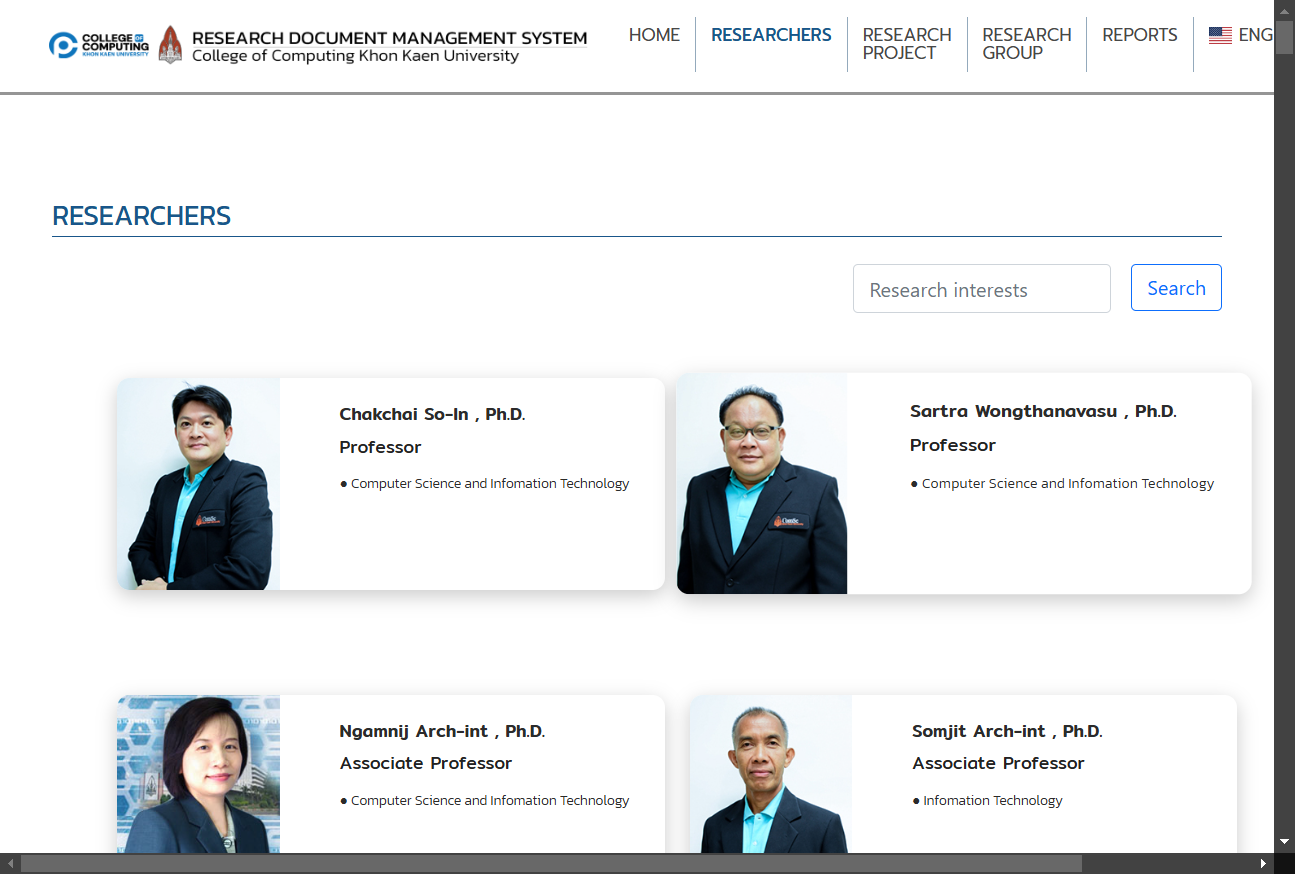 COLLEGE OF
COMPUTING
KHON KAEN UNIVERSITY
RESEARCH DOCUMENT MANAGEMENT SYSTEM
College of Computing Khon Kaen University
HOME
RESEARCHERS
RESEARCH
PROJECT
RESEARCH
GROUP
REPORTS
ENG
RESEARCHERS
Research interests
Search
Chakchai So-In , Ph.D.
Professor
● Computer Science and Infomation Technology
Sartra Wongthanavasu , Ph.D.
Professor
● Computer Science and Infomation Technology
Ngamnij Arch-int , Ph.D.
Associate Professor
● Computer Science and Infomation Technology
Somjit Arch-int , Ph.D.
Associate Professor
● Infomation Technology